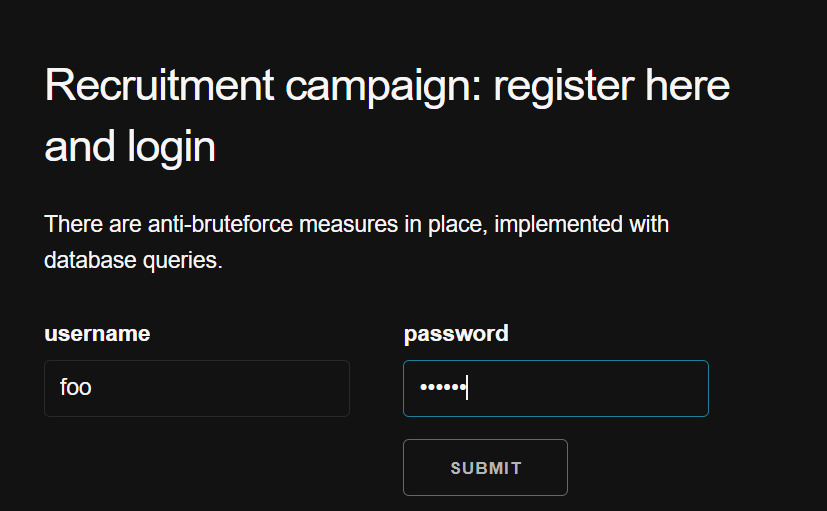 Recruitment campaign: register here
and login
There are anti-bruteforce measures in place, implemented with
database queries.
username
password
foo
••••••
SUBMIT